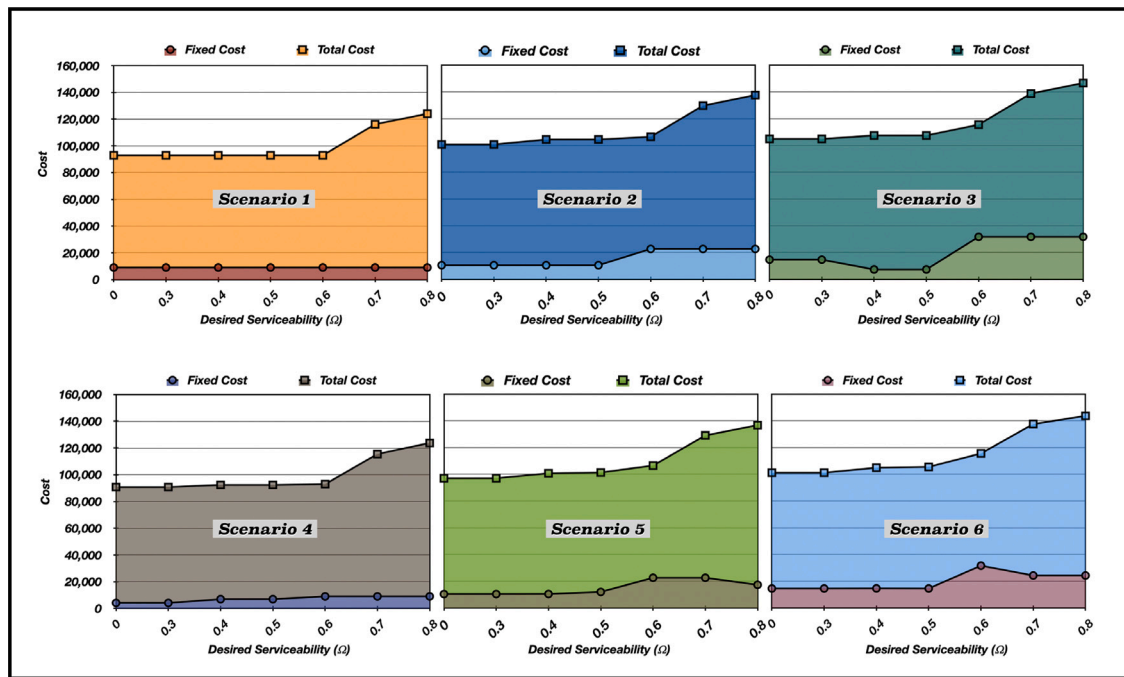 Fixed Cost Total Cost Fixed Cost Total Cost Fixed Cost Total Cost
160,000
140,000
120,000
100,000
80,000
60,000
40,000
20,000
0
Cost
Scenario 1 Scenario 2 Scenario 3
0 0.3 0.4 0.5 0.6 0.7 0.8 0 0.3 0.4 0.5 0.6 0.7 0.8 0 0.3 0.4 0.5 0.6 0.7 0.8
Desired Serviceability (Ω) Desired Serviceability (Ω) Desired Serviceability (Ω)
Fixed Cost Total Cost Fixed Cost Total Cost Fixed Cost Total Cost
160,000
140,000
120,000
100,000
80,000
60,000
40,000
20,000
0
Cost
Scenario 4 Scenario 5 Scenario 6
0 0.3 0.4 0.5 0.6 0.7 0.8 0 0.3 0.4 0.5 0.6 0.7 0.8 0 0.3 0.4 0.5 0.6 0.7 0.8
Desired Serviceability (Ω) Desired Serviceability (Ω) Desired Serviceability (Ω)